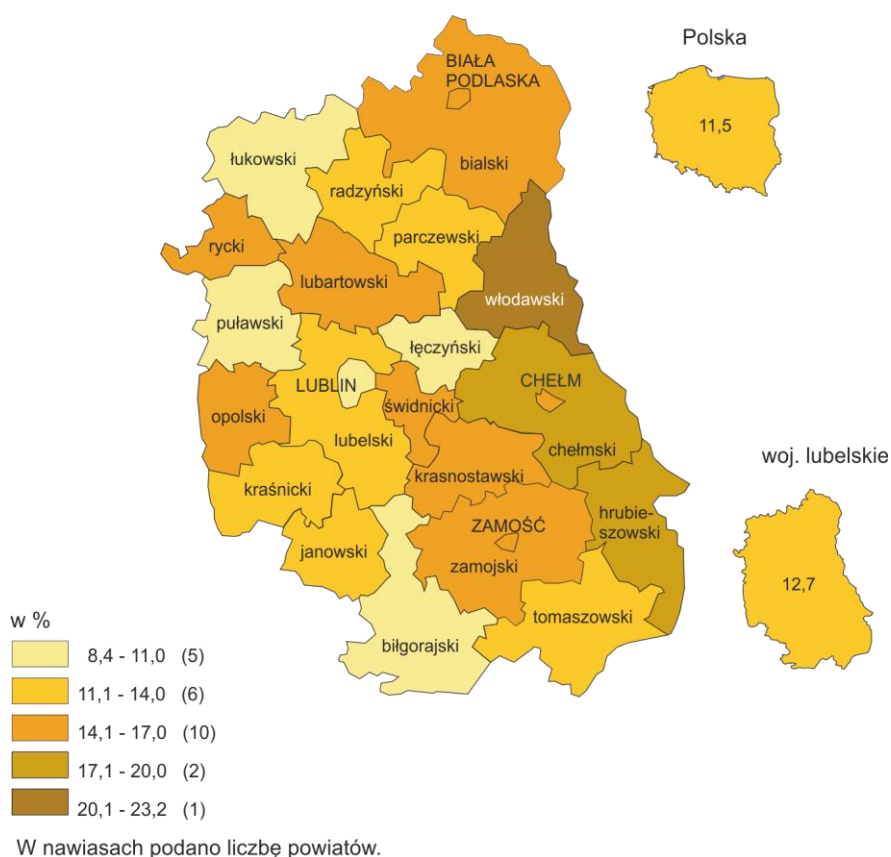 Polska
11,5
BIAŁA
PODLASKA
bialski
łukowski
radzyński
parczewski
rycki
lubartowski
włodawski
puławski
łęczyński
LUBLIN
CHEŁM
świdnicki
opolski
lubelski
chełmski
woj. lubelskie
12,7
krasnostawski
kraśnicki
hrubie-
szowski
ZAMOŚĆ
zamojski
janowski
tomaszowski
biłgorajski
w %
8,4 - 11,0 (5)
11,1 - 14,0 (6)
14,1 - 17,0 (10)
17,1 - 20,0 (2)
20,1 - 23,2 (1)
W nawiasach podano liczbę powiatów.